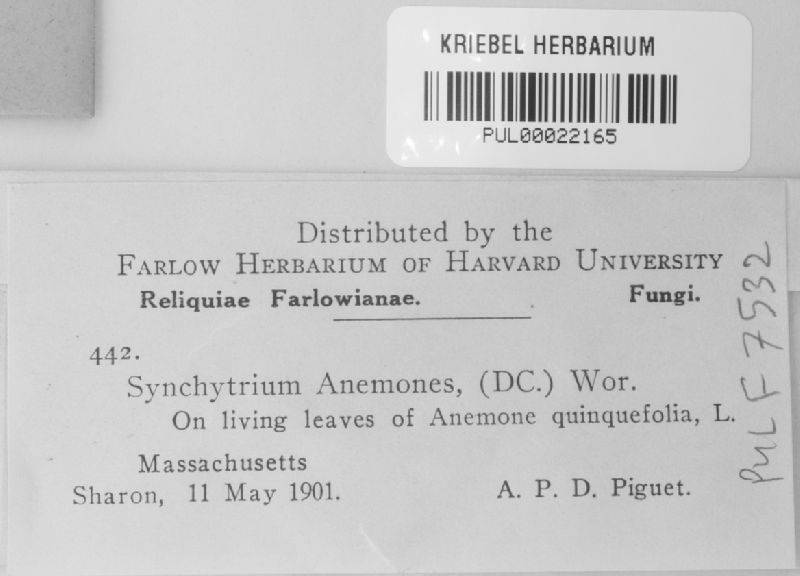 KRIEBEL HERBARIUM
PUL00022165
Distributed by the
FARLOW HERBARIUM OF HARVARD UNIVERSITY
Reliquiae Farlowianae. Fungi.
442.
Synchytrium Anemones, (DC.) Wor.
On living leaves of Anemone quinquefolia, L.
Massachusetts
Sharon, 11 May 1901. A. P. D. Piguet.
PUL F 7532